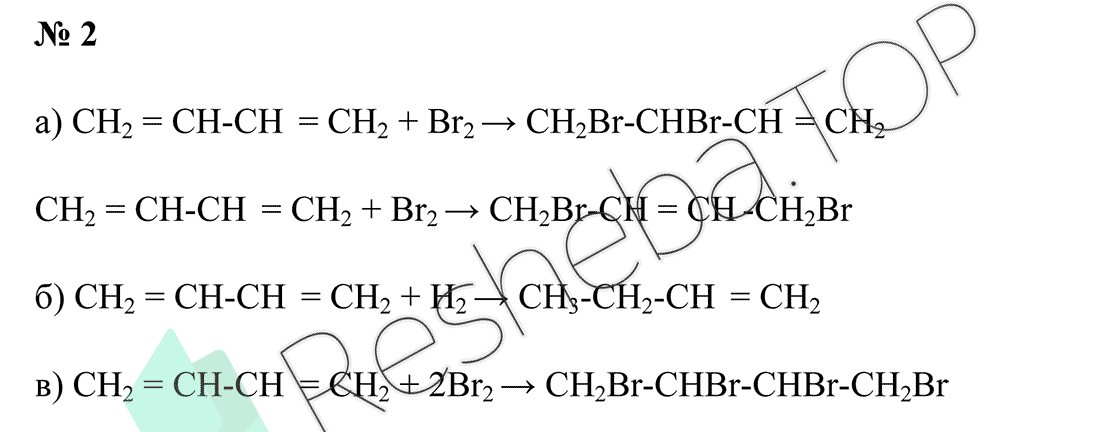 № 2
а) CH₂ = CH-CH = CH₂ + Br₂ → CH₂Br-CHBr-CH = CH₂
CH₂ = CH-CH = CH₂ + Br₂ → CH₂Br-CH = CH-CH₂Br
б) CH₂ = CH-CH = CH₂ + H₂ → CH₃-CH₂-CH = CH₂
в) CH₂ = CH-CH = CH₂ + 2Br₂ → CH₂Br-CHBr-CHBr-CH₂Br
Resheba.TOP